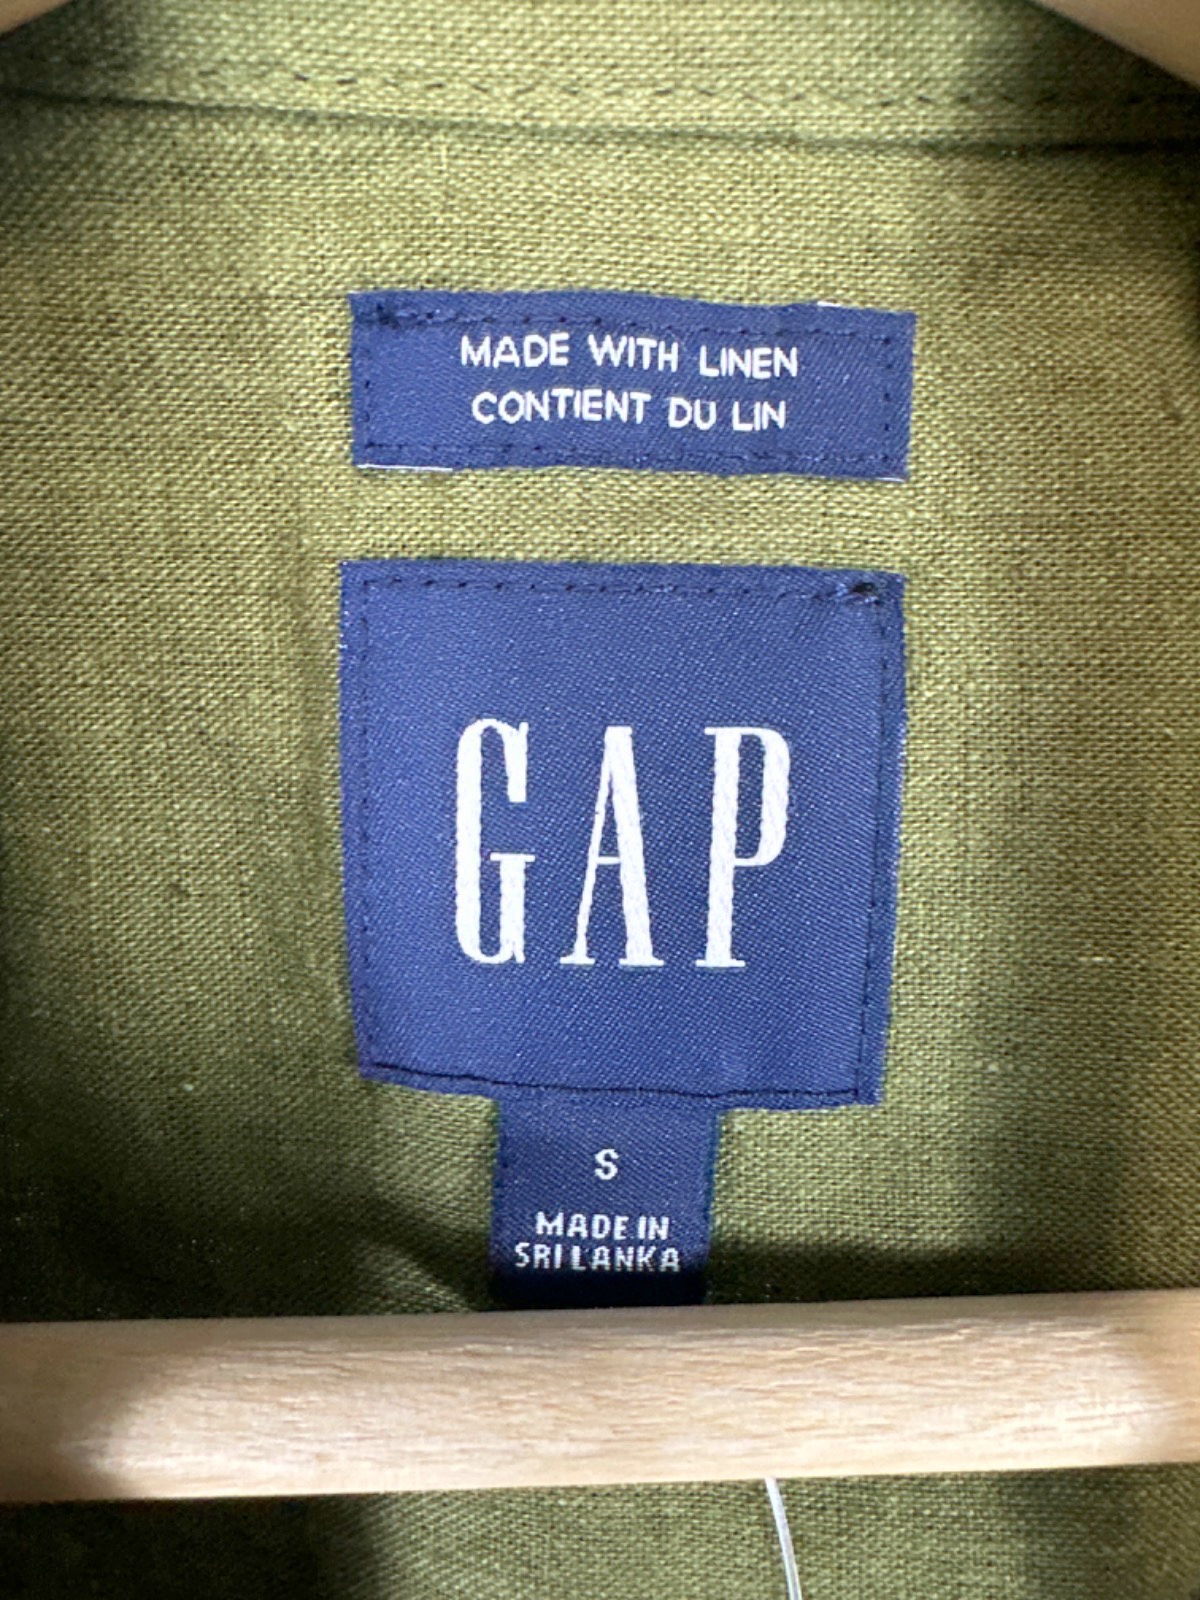 MADE WITH LINEN
CONTIENT DU LIN
GAP
S
MADE IN
SRI LANKA